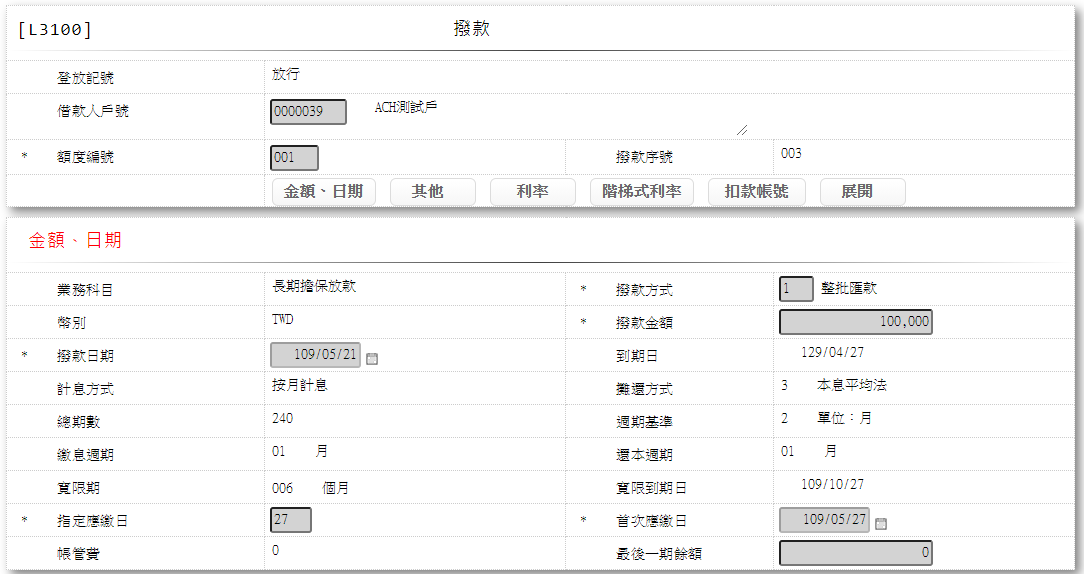 [L3100] 撥款
登放記號 放行
借款人戶號 0000039 ACH測試戶
* 額度編號 001 撥款序號 003
金額、日期 其他 利率 階梯式利率 扣款帳號 展開
金額、日期
業務科目 長期擔保放款 * 撥款方式 1 整批匯款
幣別 TWD * 撥款金額 100,000
* 撥款日期 109/05/21 到期日 129/04/27
計息方式 按月計息 攤還方式 3 本息平均法
總期數 240 週期基準 2 單位：月
繳息週期 01 月 還本週期 01 月
寬限期 006 個月 寬限到期日 109/10/27
* 指定應繳日 27 * 首次應繳日 109/05/27
帳管費 0 最後一期餘額 0